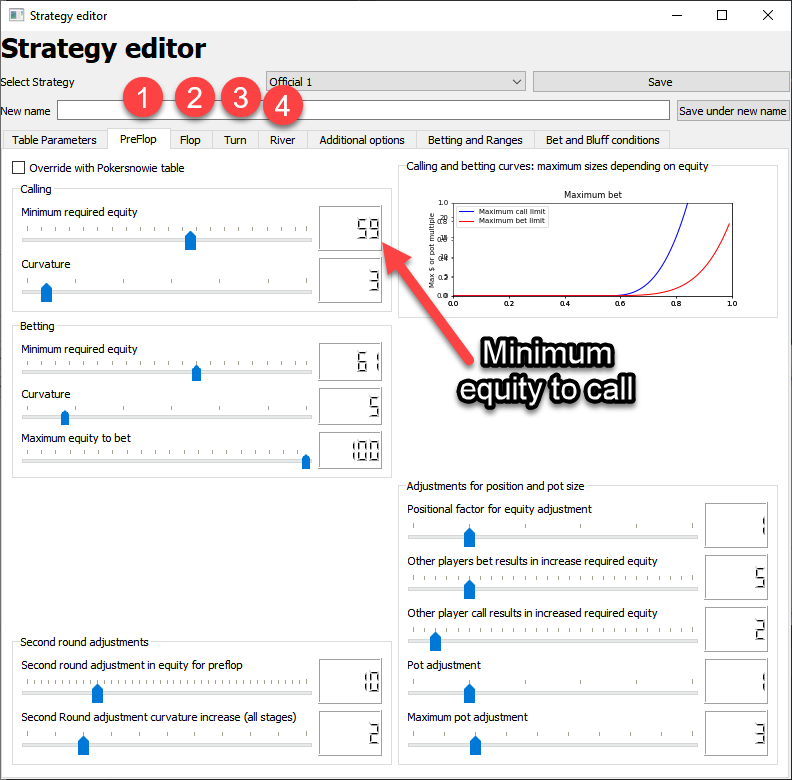 Strategy editor
Strategy editor
Select Strategy
Official 1
Save
1 2 3 4
New name
Save under new name
Table Parameters PreFlop Flop Turn River Additional options Betting and Ranges Bet and Bluff conditions
Override with Pokersnowie table
Calling
Minimum required equity
59
Curvature
Betting
Minimum required equity
61
Curvature
5
Maximum equity to bet
100
Second round adjustments
Second round adjustment in equity for preflop
10
Second Round adjustment curvature increase (all stages)
2
Calling and betting curves: maximum sizes depending on equity
Maximum bet
Maximum call limit
Maximum bet limit
Max $ or pot multiple
1.0
0.8
0.6
0.4
0.2
0.0
0.0 0.2 0.4 0.6 0.8 1.0
Minimum
equity to call
Adjustments for position and pot size
Positional factor for equity adjustment
1
Other players bet results in increase required equity
5
Other player call results in increased required equity
2
Pot adjustment
1
Maximum pot adjustment
3